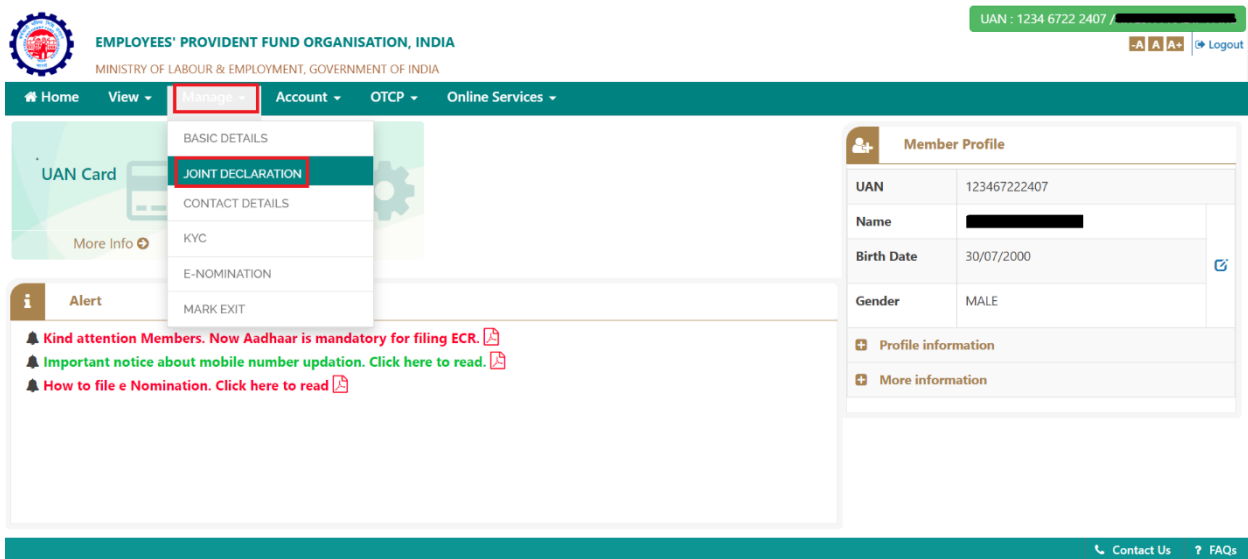 UAN : 1234 6722 2407 /
EMPLOYEES' PROVIDENT FUND ORGANISATION, INDIA
-A A A+ Logout
MINISTRY OF LABOUR & EMPLOYMENT, GOVERNMENT OF INDIA
Home View Manage Account OTCP Online Services
BASIC DETAILS
JOINT DECLARATION
CONTACT DETAILS
KYC
E-NOMINATION
MARK EXIT
UAN Card
More Info
Member Profile
UAN 123467222407
Name
Birth Date 30/07/2000
Gender MALE
Profile information
More information
Alert
Kind attention Members. Now Aadhaar is mandatory for filing ECR.
Important notice about mobile number updation. Click here to read.
How to file e Nomination. Click here to read
Contact Us ? FAQs